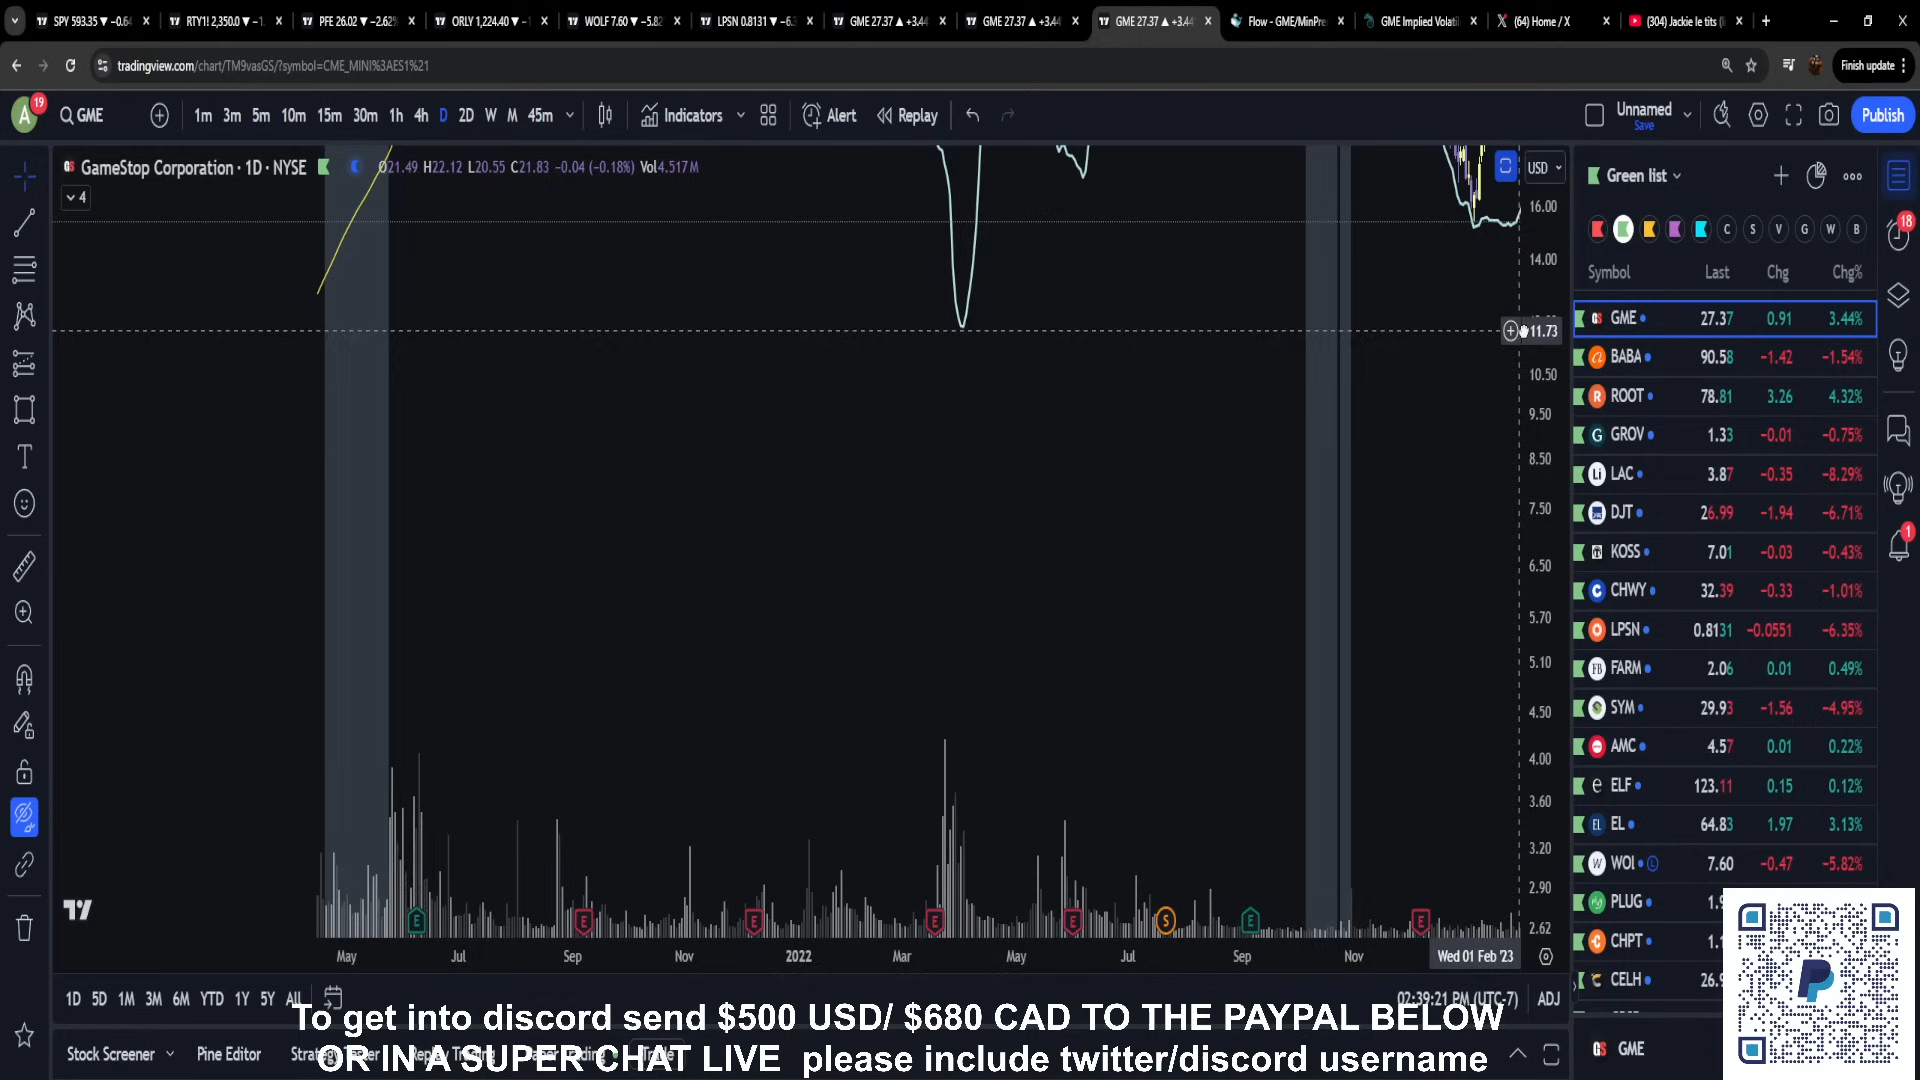 SPY 593.35 ▼ −0.64
RTY1! 2,350.0 ▼ −1.
PFE 26.02 ▼ −2.62%
ORLY 1,224.40 ▼ −
WOLF 7.60 ▼ −5.82
LPSN 0.8131 ▼ −6.3
GME 27.37 ▲ +3.44
GME 27.37 ▲ +3.44
GME 27.37 ▲ +3.44
Flow - GME/MinPre
GME Implied Volati
(64) Home / X
(304) Jackie le tits (
tradingview.com/chart/TM9vasGS/?symbol=CME_MINI%3AES1%21
Finish update
A
19
GME
1m 3m 5m 10m 15m 30m 1h 4h D 2D W M 45m
Indicators
Alert
Replay
Unnamed
Save
Publish
GameStop Corporation · 1D · NYSE
O21.49 H22.12 L20.55 C21.83 −0.04 (−0.18%) Vol4.517M
4
USD
16.00
14.00
11.73
10.50
9.50
8.50
7.50
6.50
5.70
5.10
4.50
4.00
3.60
3.20
2.90
2.62
Green list
C S V G W B
18
Symbol Last Chg Chg%
GME 27.37 0.91 3.44%
BABA 90.58 −1.42 −1.54%
ROOT 78.81 3.26 4.32%
GROV 1.33 −0.01 −0.75%
LAC 3.87 −0.35 −8.29%
DJT 26.99 −1.94 −6.71%
KOSS 7.01 −0.03 −0.43%
CHWY 32.39 −0.33 −1.01%
LPSN 0.8131 −0.0551 −6.35%
FARM 2.06 0.01 0.49%
SYM 29.93 −1.56 −4.95%
AMC 4.57 0.01 0.22%
ELF 123.11 0.15 0.12%
EL 64.83 1.97 3.13%
WOL 7.60 −0.47 −5.82%
PLUG 1.9
CHPT 1.1
CELH 26.9
1
E E E E E S E E
May Jul Sep Nov 2022 Mar May Jul Sep Nov Wed 01 Feb '23
1D 5D 1M 3M 6M YTD 1Y 5Y All
02:39:21 PM (UTC-7) ADJ
To get into discord send $500 USD/ $680 CAD TO THE PAYPAL BELOW
OR IN A SUPER CHAT LIVE please include twitter/discord username
Stock Screener
Pine Editor
GME